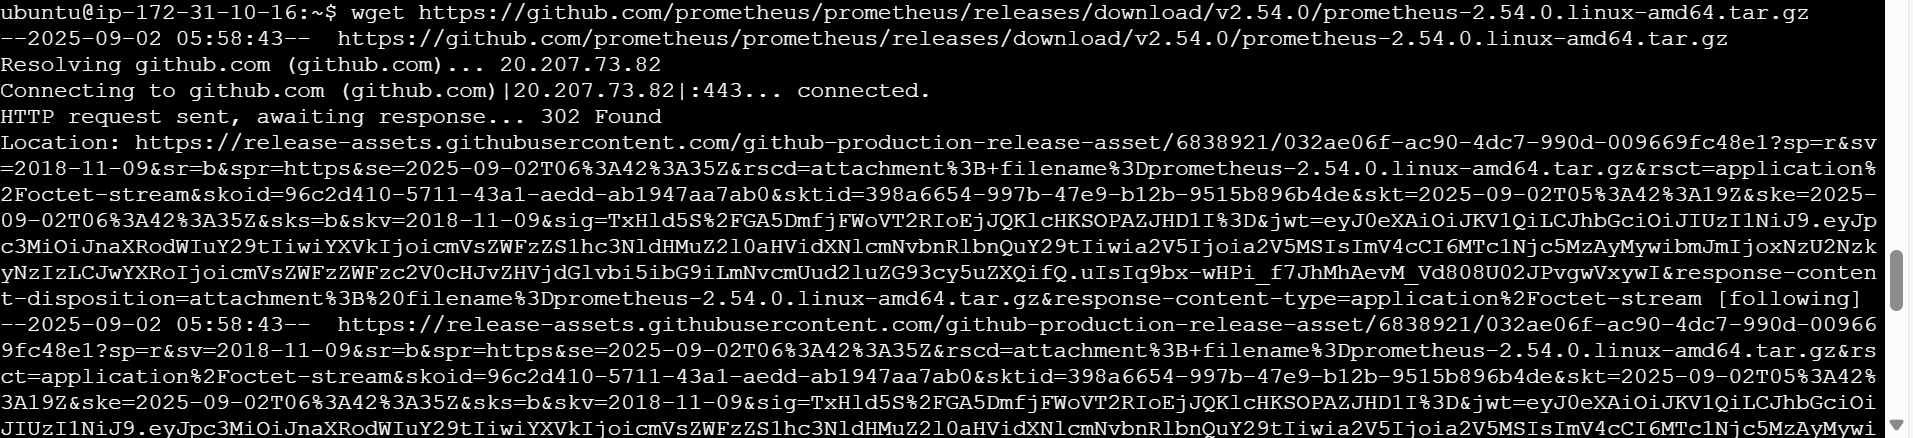 ubuntu@ip-172-31-10-16:~$ wget https://github.com/prometheus/prometheus/releases/download/v2.54.0/prometheus-2.54.0.linux-amd64.tar.gz
--2025-09-02 05:58:43--  https://github.com/prometheus/prometheus/releases/download/v2.54.0/prometheus-2.54.0.linux-amd64.tar.gz
Resolving github.com (github.com)... 20.207.73.82
Connecting to github.com (github.com)|20.207.73.82|:443... connected.
HTTP request sent, awaiting response... 302 Found
Location: https://release-assets.githubusercontent.com/github-production-release-asset/6838921/032ae06f-ac90-4dc7-990d-009669fc48e1?sp=r&sv
=2018-11-09&sr=b&spr=https&se=2025-09-02T06%3A42%3A35Z&rscd=attachment%3B+filename%3Dprometheus-2.54.0.linux-amd64.tar.gz&rsct=application%
2Foctet-stream&skoid=96c2d410-5711-43a1-aedd-ab1947aa7ab0&sktid=398a6654-997b-47e9-b12b-9515b896b4de&skt=2025-09-02T05%3A42%3A19Z&ske=2025-
09-02T06%3A42%3A35Z&sks=b&skv=2018-11-09&sig=TxHld5S%2FGA5DmfjFWoVT2RIoEjJQKlcHKSOPAZJHD1I%3D&jwt=eyJ0eXAiOiJKV1QiLCJhbGciOiJIUzI1NiJ9.eyJp
c3MiOiJnaXRodWIuY29tIiwiYXVkIjoicmVsZWFzZS1hc3NldHMuZ2l0aHVidXNlcmNvbnRlbnQuY29tIiwia2V5Ijoia2V5MSIsImV4cCI6MTc1Njc5MzAyMywibmJmIjoxNzU2Nzk
yNzIzLCJwYXRoIjoicmVsZWFzZWFzc2V0cHJvZHVjdGlvbi5ibG9iLmNvcmUud2luZG93cy5uZXQifQ.uIsIq9bx-wHPi_f7JhMhAevM_Vd808U02JPvgwVxywI&response-conten
t-disposition=attachment%3B%20filename%3Dprometheus-2.54.0.linux-amd64.tar.gz&response-content-type=application%2Foctet-stream [following]
--2025-09-02 05:58:43--  https://release-assets.githubusercontent.com/github-production-release-asset/6838921/032ae06f-ac90-4dc7-990d-00966
9fc48e1?sp=r&sv=2018-11-09&sr=b&spr=https&se=2025-09-02T06%3A42%3A35Z&rscd=attachment%3B+filename%3Dprometheus-2.54.0.linux-amd64.tar.gz&rs
ct=application%2Foctet-stream&skoid=96c2d410-5711-43a1-aedd-ab1947aa7ab0&sktid=398a6654-997b-47e9-b12b-9515b896b4de&skt=2025-09-02T05%3A42%
3A19Z&ske=2025-09-02T06%3A42%3A35Z&sks=b&skv=2018-11-09&sig=TxHld5S%2FGA5DmfjFWoVT2RIoEjJQKlcHKSOPAZJHD1I%3D&jwt=eyJ0eXAiOiJKV1QiLCJhbGciOi
JIUzI1NiJ9.eyJpc3MiOiJnaXRodWIuY29tIiwiYXVkIjoicmVsZWFzZS1hc3NldHMuZ2l0aHVidXNlcmNvbnRlbnQuY29tIiwia2V5Ijoia2V5MSIsImV4cCI6MTc1Njc5MzAyMywi